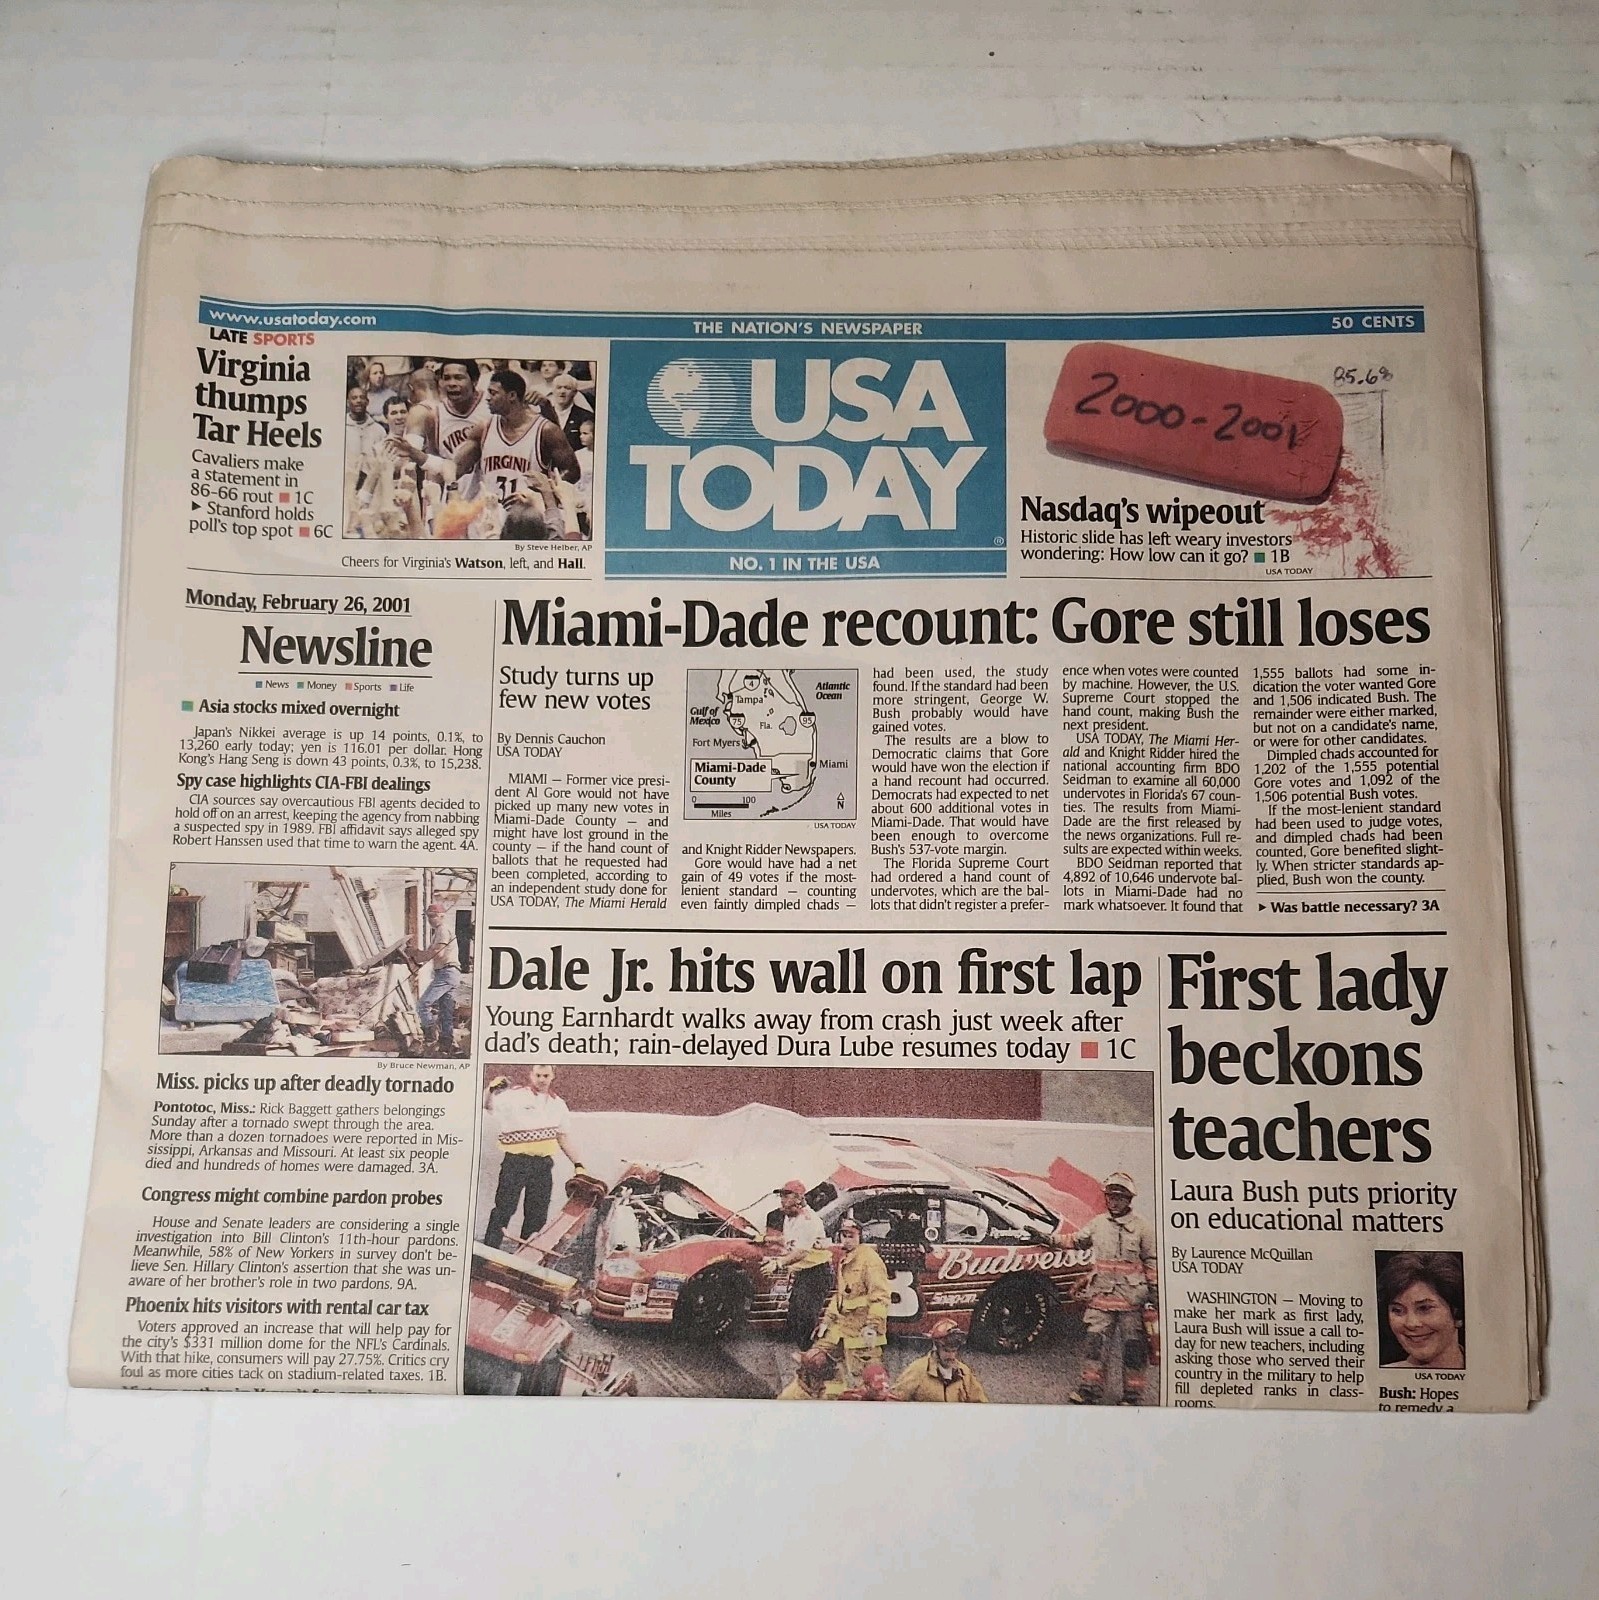 www.usatoday.com
THE NATION'S NEWSPAPER
50 CENTS
LATE SPORTS
Virginia
thumps
Tar Heels
Cavaliers make
a statement in
86-66 rout ■ 1C
► Stanford holds
poll's top spot ■ 6C
VIRGINI
31
By Steve Helber, AP
Cheers for Virginia's Watson, left, and Hall.
USA
TODAY
®
NO. 1 IN THE USA
2000-2001
Nasdaq's wipeout
Historic slide has left weary investors
wondering: How low can it go? ■ 1B
USA TODAY
Monday, February 26, 2001
Newsline
■ News ■ Money ■ Sports ■ Life
■ Asia stocks mixed overnight
Japan's Nikkei average is up 14 points, 0.1%, to
13,260 early today; yen is 116.01 per dollar. Hong
Kong's Hang Seng is down 43 points, 0.3%, to 15,238.
Spy case highlights CIA-FBI dealings
CIA sources say overcautious FBI agents decided to
hold off on an arrest, keeping the agency from nabbing
a suspected spy in 1989. FBI affidavit says alleged spy
Robert Hanssen used that time to warn the agent. 4A.
By Bruce Newman, AP
Miss. picks up after deadly tornado
Pontotoc, Miss.: Rick Baggett gathers belongings
Sunday after a tornado swept through the area.
More than a dozen tornadoes were reported in Mis-
sissippi, Arkansas and Missouri. At least six people
died and hundreds of homes were damaged. 3A.
Congress might combine pardon probes
House and Senate leaders are considering a single
investigation into Bill Clinton's 11th-hour pardons.
Meanwhile, 58% of New Yorkers in survey don't be-
lieve Sen. Hillary Clinton's assertion that she was un-
aware of her brother's role in two pardons. 9A.
Phoenix hits visitors with rental car tax
Voters approved an increase that will help pay for
the city's $331 million dome for the NFL's Cardinals.
With that hike, consumers will pay 27.75%. Critics cry
foul as more cities tack on stadium-related taxes. 1B.
Miami-Dade recount: Gore still loses
Study turns up
few new votes
By Dennis Cauchon
USA TODAY
MIAMI — Former vice presi-
dent Al Gore would not have
picked up many new votes in
Miami-Dade County — and
might have lost ground in the
county — if the hand count of
ballots that he requested had
been completed, according to
an independent study done for
USA TODAY, The Miami Herald
4
Tampa
Atlantic
Ocean
Gulf of
Mexico
75
Fla.
95
Fort Myers
Miami
Miami-Dade
County
0 100
Miles
N
USA TODAY
and Knight Ridder Newspapers.
Gore would have had a net
gain of 49 votes if the most-
lenient standard — counting
even faintly dimpled chads —
had been used, the study
found. If the standard had been
more stringent, George W.
Bush probably would have
gained votes.
The results are a blow to
Democratic claims that Gore
would have won the election if
a hand recount had occurred.
Democrats had expected to net
about 600 additional votes in
Miami-Dade. That would have
been enough to overcome
Bush's 537-vote margin.
The Florida Supreme Court
had ordered a hand count of
undervotes, which are the bal-
lots that didn't register a prefer-
ence when votes were counted
by machine. However, the U.S.
Supreme Court stopped the
hand count, making Bush the
next president.
USA TODAY, The Miami Her-
ald and Knight Ridder hired the
national accounting firm BDO
Seidman to examine all 60,000
undervotes in Florida's 67 coun-
ties. The results from Miami-
Dade are the first released by
the news organizations. Full re-
sults are expected within weeks.
BDO Seidman reported that
4,892 of 10,646 undervote bal-
lots in Miami-Dade had no
mark whatsoever. It found that
1,555 ballots had some in-
dication the voter wanted Gore
and 1,506 indicated Bush. The
remainder were either marked,
but not on a candidate's name,
or were for other candidates.
Dimpled chads accounted for
1,202 of the 1,555 potential
Gore votes and 1,092 of the
1,506 potential Bush votes.
If the most-lenient standard
had been used to judge votes,
and dimpled chads had been
counted, Gore benefited slight-
ly. When stricter standards ap-
plied, Bush won the county.
► Was battle necessary? 3A
Dale Jr. hits wall on first lap
Young Earnhardt walks away from crash just week after
dad's death; rain-delayed Dura Lube resumes today ■ 1C
Budweise
Snap-on
8
First lady
beckons
teachers
Laura Bush puts priority
on educational matters
By Laurence McQuillan
USA TODAY
WASHINGTON — Moving to
make her mark as first lady,
Laura Bush will issue a call to-
day for new teachers, including
asking those who served their
country in the military to help
fill depleted ranks in class-
rooms.
USA TODAY
Bush: Hopes
to remedy a